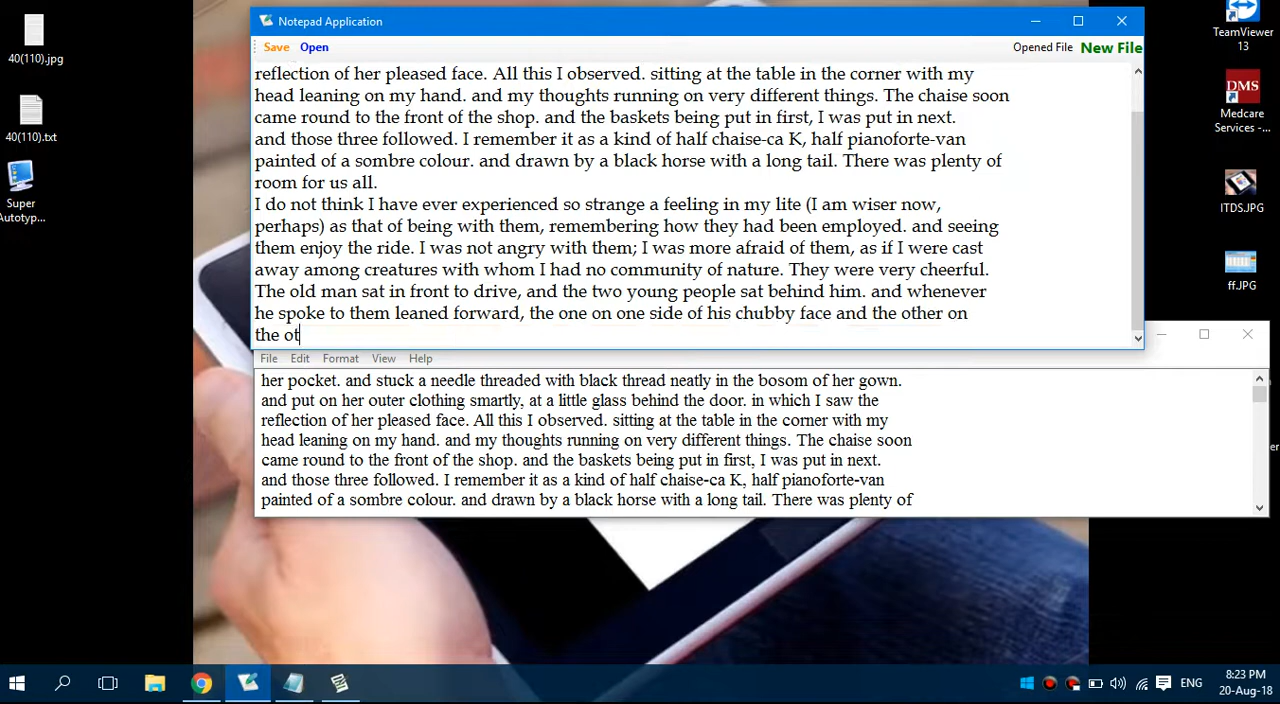 40(110).jpg
40(110).txt
Super
Autotyp...
Notepad Application
Save Open
Opened File New File
reflection of her pleased face. All this I observed. sitting at the table in the corner with my
head leaning on my hand. and my thoughts running on very different things. The chaise soon
came round to the front of the shop. and the baskets being put in first, I was put in next.
and those three followed. I remember it as a kind of half chaise-ca K, half pianoforte-van
painted of a sombre colour. and drawn by a black horse with a long tail. There was plenty of
room for us all.
I do not think I have ever experienced so strange a feeling in my lite (I am wiser now,
perhaps) as that of being with them, remembering how they had been employed. and seeing
them enjoy the ride. I was not angry with them; I was more afraid of them, as if I were cast
away among creatures with whom I had no community of nature. They were very cheerful.
The old man sat in front to drive, and the two young people sat behind him. and whenever
he spoke to them leaned forward, the one on one side of his chubby face and the other on
the ot
File Edit Format View Help
her pocket. and stuck a needle threaded with black thread neatly in the bosom of her gown.
and put on her outer clothing smartly, at a little glass behind the door. in which I saw the
reflection of her pleased face. All this I observed. sitting at the table in the corner with my
head leaning on my hand. and my thoughts running on very different things. The chaise soon
came round to the front of the shop. and the baskets being put in first, I was put in next.
and those three followed. I remember it as a kind of half chaise-ca K, half pianoforte-van
painted of a sombre colour. and drawn by a black horse with a long tail. There was plenty of
TeamViewer
13
DMS
Medcare
Services -...
ITDS.JPG
ff.JPG
ENG
8:23 PM
20-Aug-18